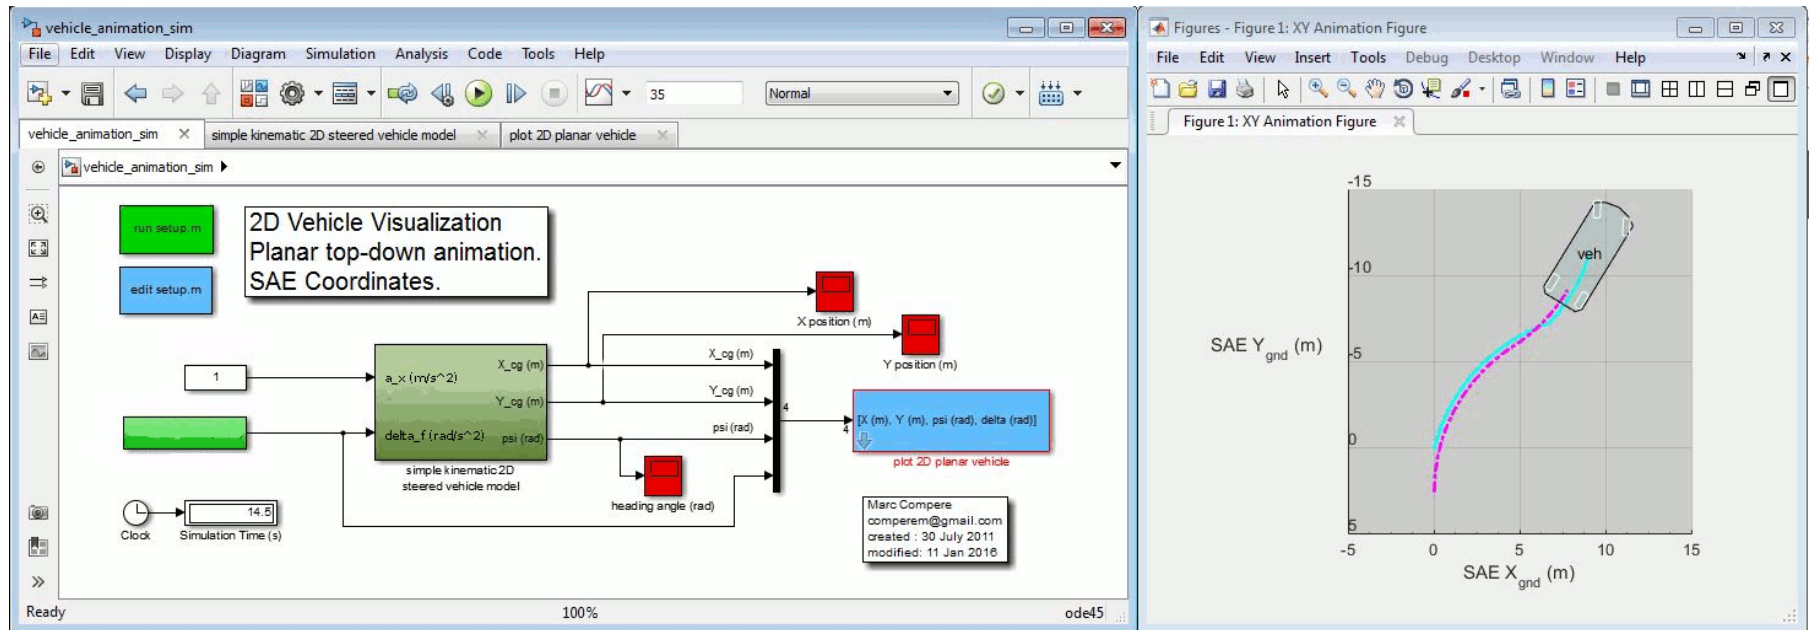 vehicle_animation_sim
File Edit View Display Diagram Simulation Analysis Code Tools Help
35
Normal
vehicle_animation_sim
simple kinematic 2D steered vehicle model
plot 2D planar vehicle
vehicle_animation_sim
run setup.m
edit setup.m
2D Vehicle Visualization
Planar top-down animation.
SAE Coordinates.
X position (m)
Y position (m)
1
a_x (m/s^2)
delta_f (rad/s^2)
X_cg (m)
Y_cg (m)
psi (rad)
simple kinematic 2D
steered vehicle model
X_cg (m)
Y_cg (m)
psi (rad)
4
4
[X (m), Y (m), psi (rad), delta (rad)]
plot 2D planar vehicle
heading angle (rad)
Clock
14.5
Simulation Time (s)
Marc Compere
comperem@gmail.com
created : 30 July 2011
modified: 11 Jan 2016
Ready
100%
ode45
Figures - Figure 1: XY Animation Figure
File Edit View Insert Tools Debug Desktop Window Help
Figure 1: XY Animation Figure
-15
-10
-5
0
5
SAE Ygnd (m)
veh
-5 0 5 10 15
SAE Xgnd (m)